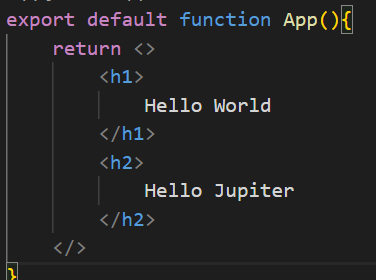 export default function App(){
    return <>
        <h1>
            Hello World
        </h1>
        <h2>
            Hello Jupiter
        </h2>
    </>
}